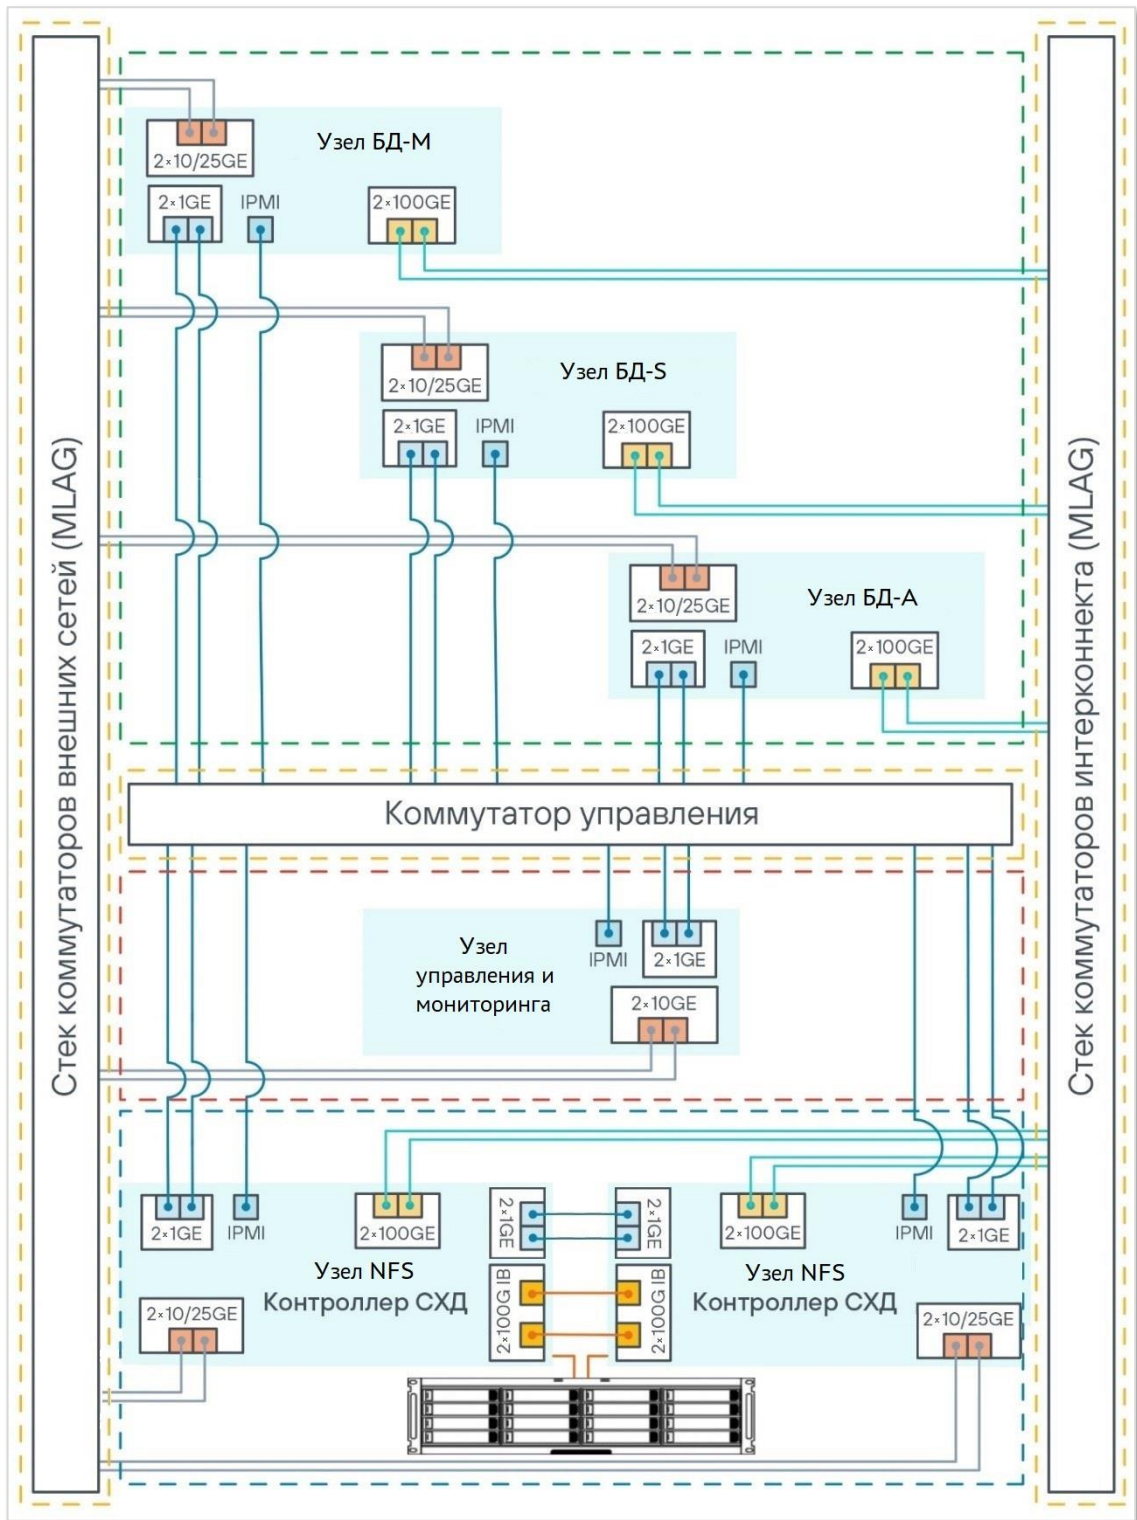 Стек коммутаторов внешних сетей (MLAG)
Узел БД-M
2×10/25GE
2×1GE
IPMI
2×100GE
Узел БД-S
2×10/25GE
2×1GE
IPMI
2×100GE
Узел БД-A
2×10/25GE
2×1GE
IPMI
2×100GE
Стек коммутаторов интерконнекта (MLAG)
Коммутатор управления
Узел
управления и
мониторинга
IPMI
2×1GE
2×10GE
2×1GE
IPMI
2×100GE
2×1GE
Узел NFS
Контроллер СХД
2×100G IB
2×10/25GE
2×1GE
2×100GE
IPMI
2×1GE
Узел NFS
Контроллер СХД
2×100G IB
2×10/25GE